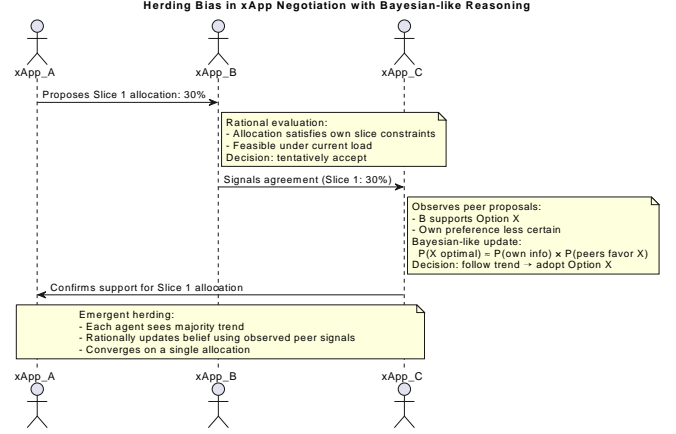 Herding Bias in xApp Negotiation with Bayesian-like Reasoning
xApp_A
xApp_B
xApp_C
Proposes Slice 1 allocation: 30%
Rational evaluation:
- Allocation satisfies own slice constraints
- Feasible under current load
Decision: tentatively accept
Signals agreement (Slice 1: 30%)
Observes peer proposals:
- B supports Option X
- Own preference less certain
Bayesian-like update:
P(X optimal) ≈ P(own info) × P(peers favor X)
Decision: follow trend → adopt Option X
Confirms support for Slice 1 allocation
Emergent herding:
- Each agent sees majority trend
- Rationally updates belief using observed peer signals
- Converges on a single allocation
xApp_A
xApp_B
xApp_C